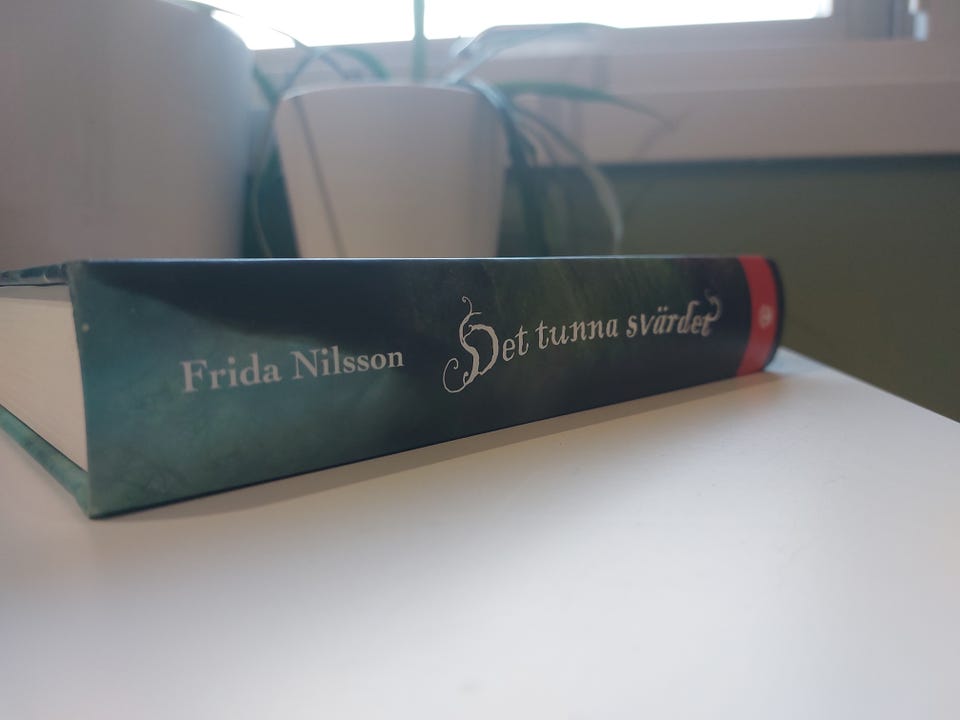 Frida Nilsson
Det tunna svärdet